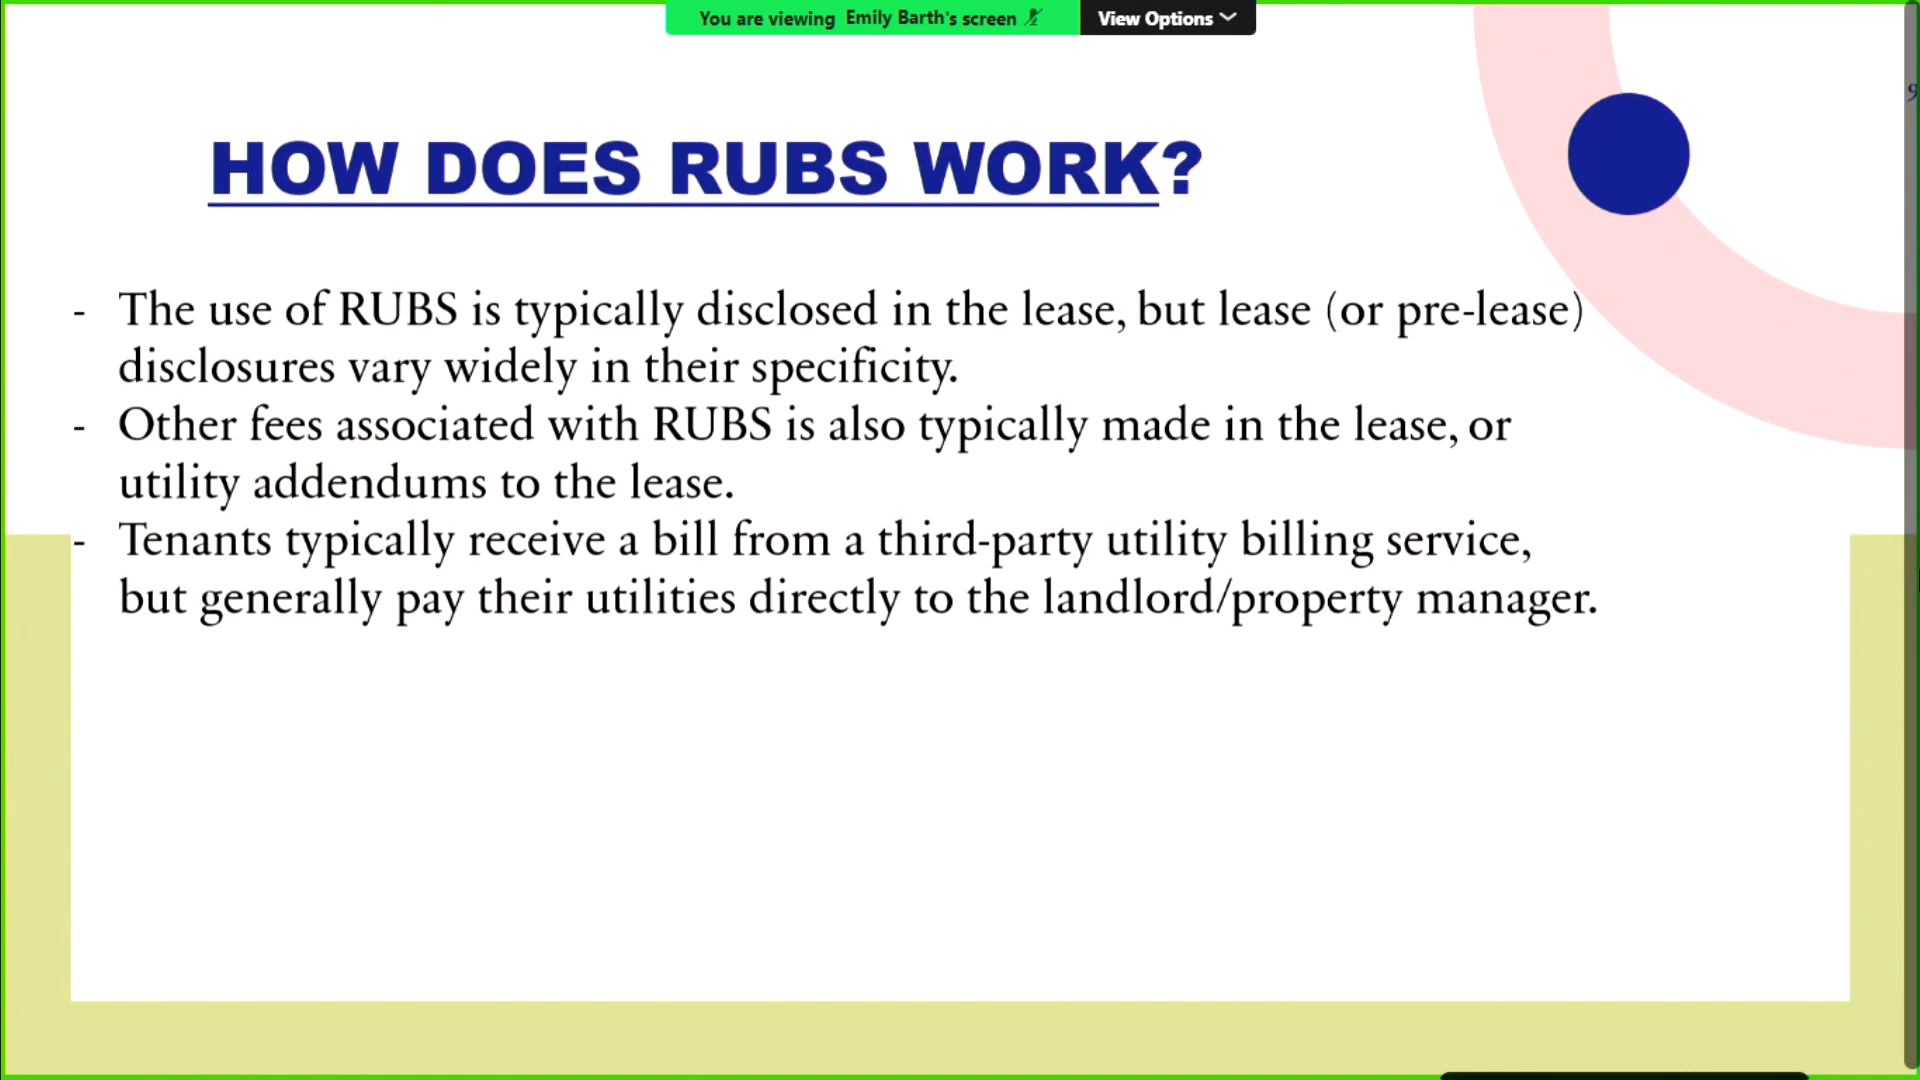 You are viewing Emily Barth's screen
View Options
HOW DOES RUBS WORK?
- The use of RUBS is typically disclosed in the lease, but lease (or pre-lease)
disclosures vary widely in their specificity.
- Other fees associated with RUBS is also typically made in the lease, or
utility addendums to the lease.
- Tenants typically receive a bill from a third-party utility billing service,
but generally pay their utilities directly to the landlord/property manager.